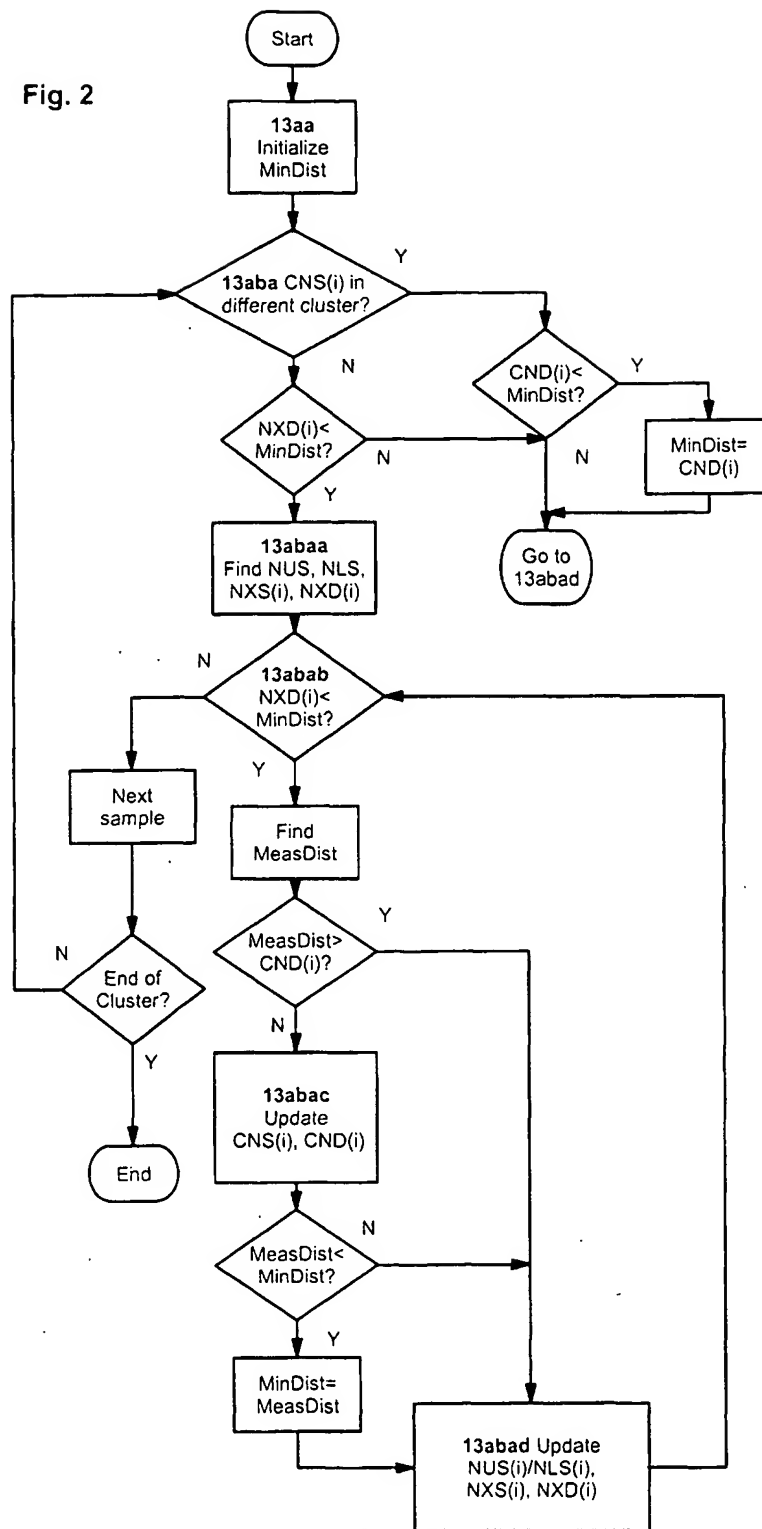 Start
Fig. 2
13aa
Initialize
MinDist
Y
13aba CNS(i) in
different cluster?
N
CND(i)<
MinDist?
Y
NXD(i)<
MinDist?
N
N
MinDist=
CND(i)
Y
13abaa
Find NUS, NLS,
NXS(i), NXD(i)
Go to
13abad
N
13abab
NXD(i)<
MinDist?
Y
Next
sample
Find
MeasDist
Y
MeasDist>
CND(i)?
N
End of
Cluster?
N
Y
13abac
Update
CNS(i), CND(i)
End
N
MeasDist<
MinDist?
Y
MinDist=
MeasDist
13abad Update
NUS(i)/NLS(i),
NXS(i), NXD(i)